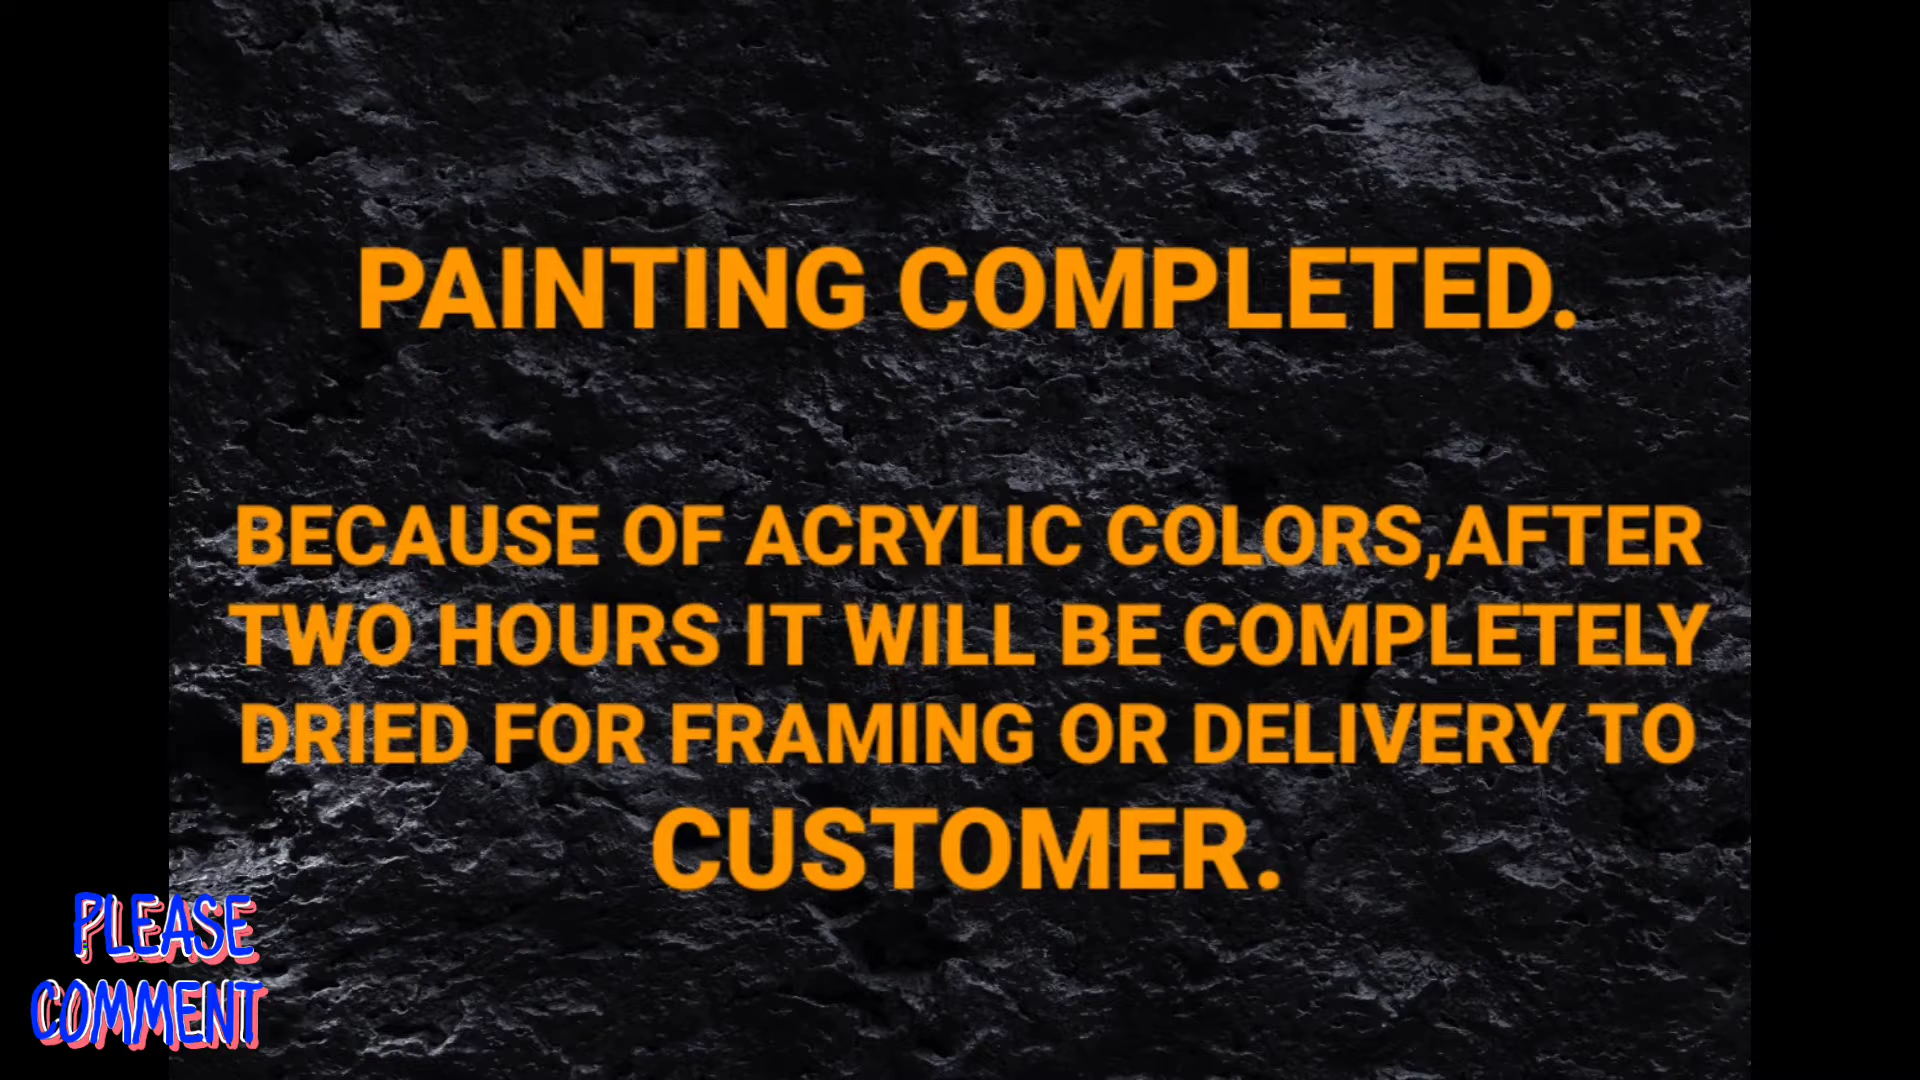 PAINTING COMPLETED.
BECAUSE OF ACRYLIC COLORS,AFTER
TWO HOURS IT WILL BE COMPLETELY
DRIED FOR FRAMING OR DELIVERY TO
CUSTOMER.
PLEASE
COMMENT